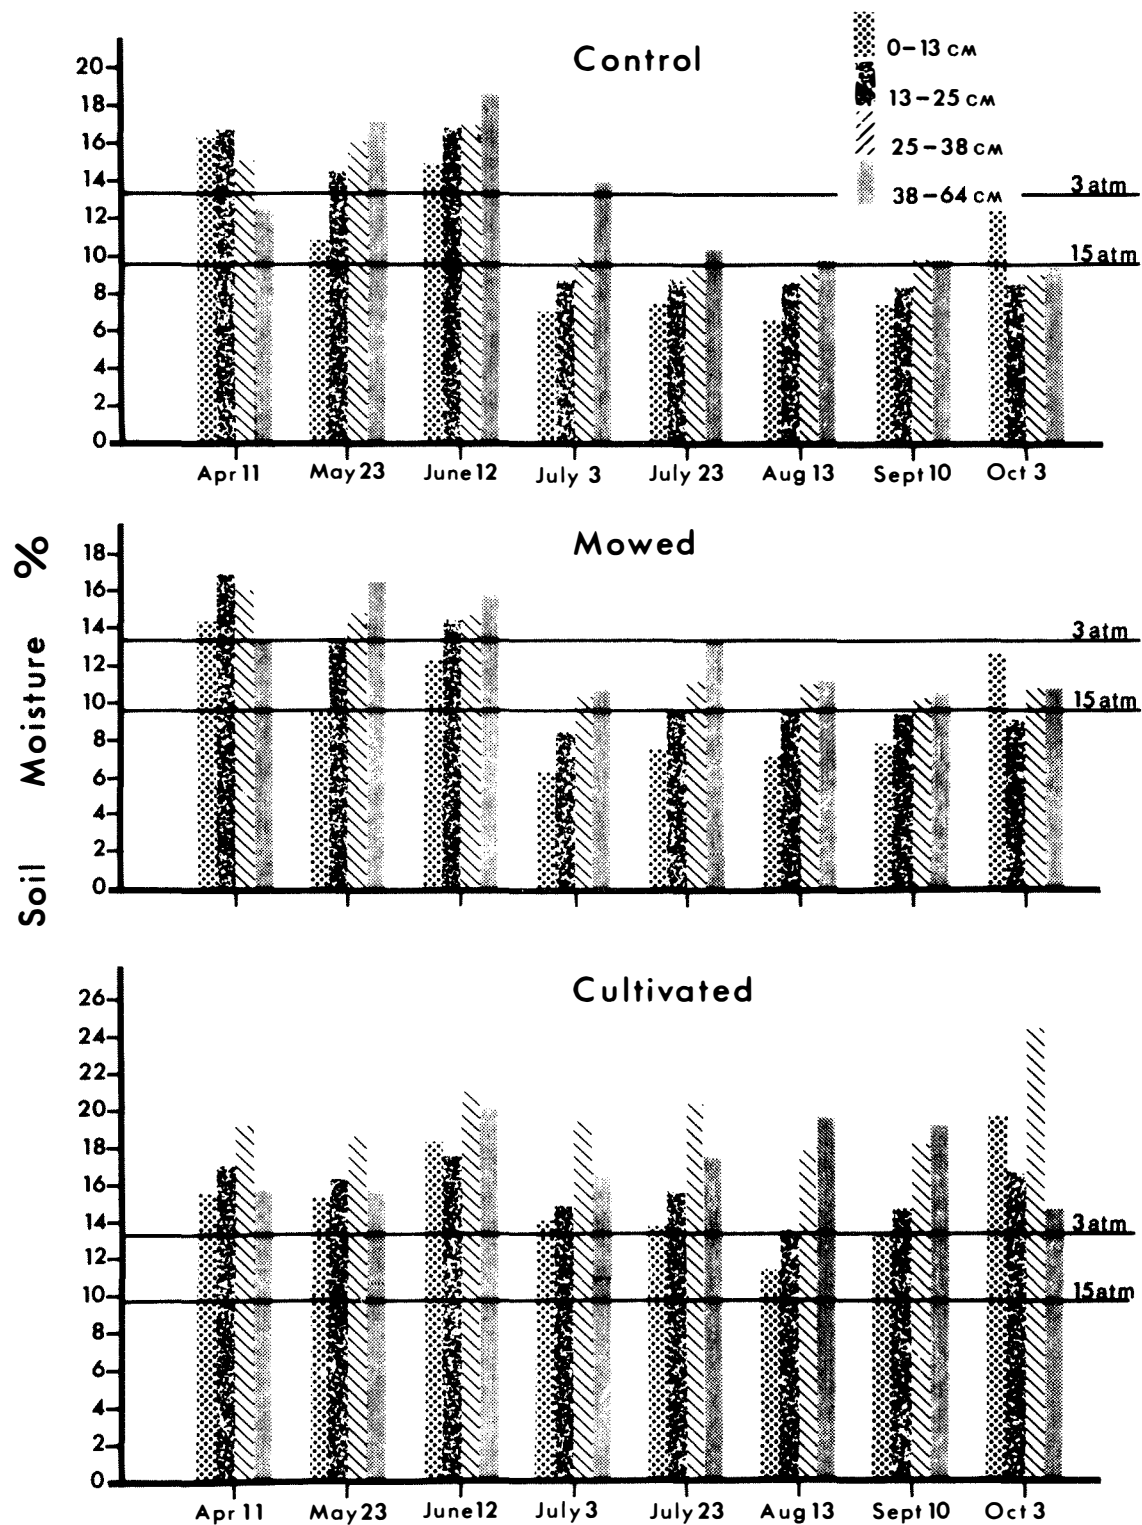 Control
0-13 CM
13-25 CM
25-38 CM
38-64 CM
20
18
16
14
12
10
8
6
4
2
0
3 atm
15 atm
Apr 11 May 23 June 12 July 3 July 23 Aug 13 Sept 10 Oct 3
Soil Moisture %
Mowed
18
16
14
12
10
8
6
4
2
0
3 atm
15 atm
Cultivated
26
24
22
20
18
16
14
12
10
8
6
4
2
0
3 atm
15 atm
Apr 11 May 23 June 12 July 3 July 23 Aug 13 Sept 10 Oct 3